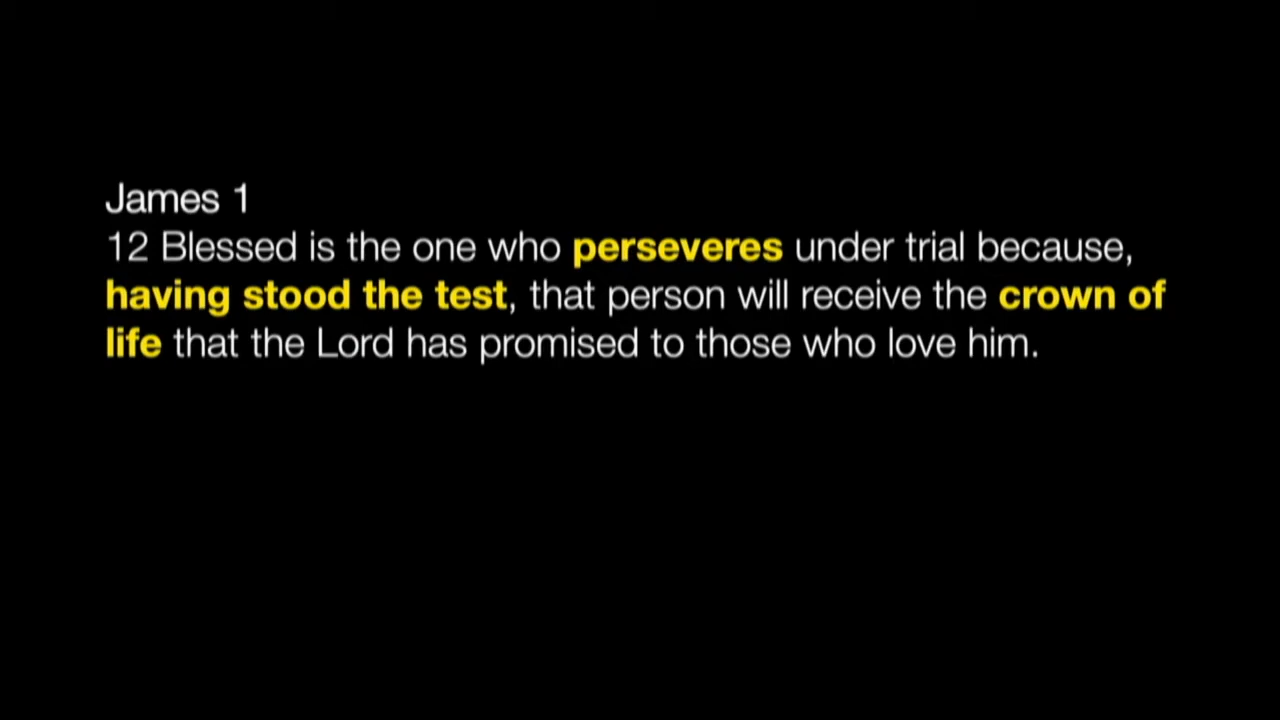 James 1
12 Blessed is the one who perseveres under trial because,
having stood the test, that person will receive the crown of
life that the Lord has promised to those who love him.